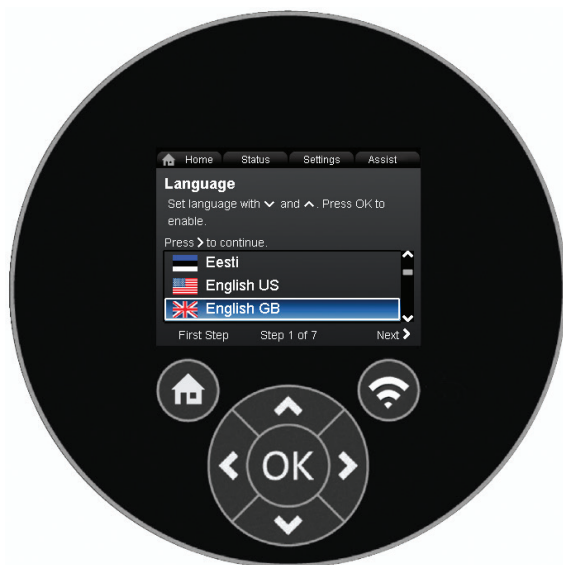 Home Status Settings Assist
Language
Set language with ⌄ and ⌃. Press OK to
enable.
Press > to continue.
Eesti
English US
English GB
First Step Step 1 of 7 Next >
OK